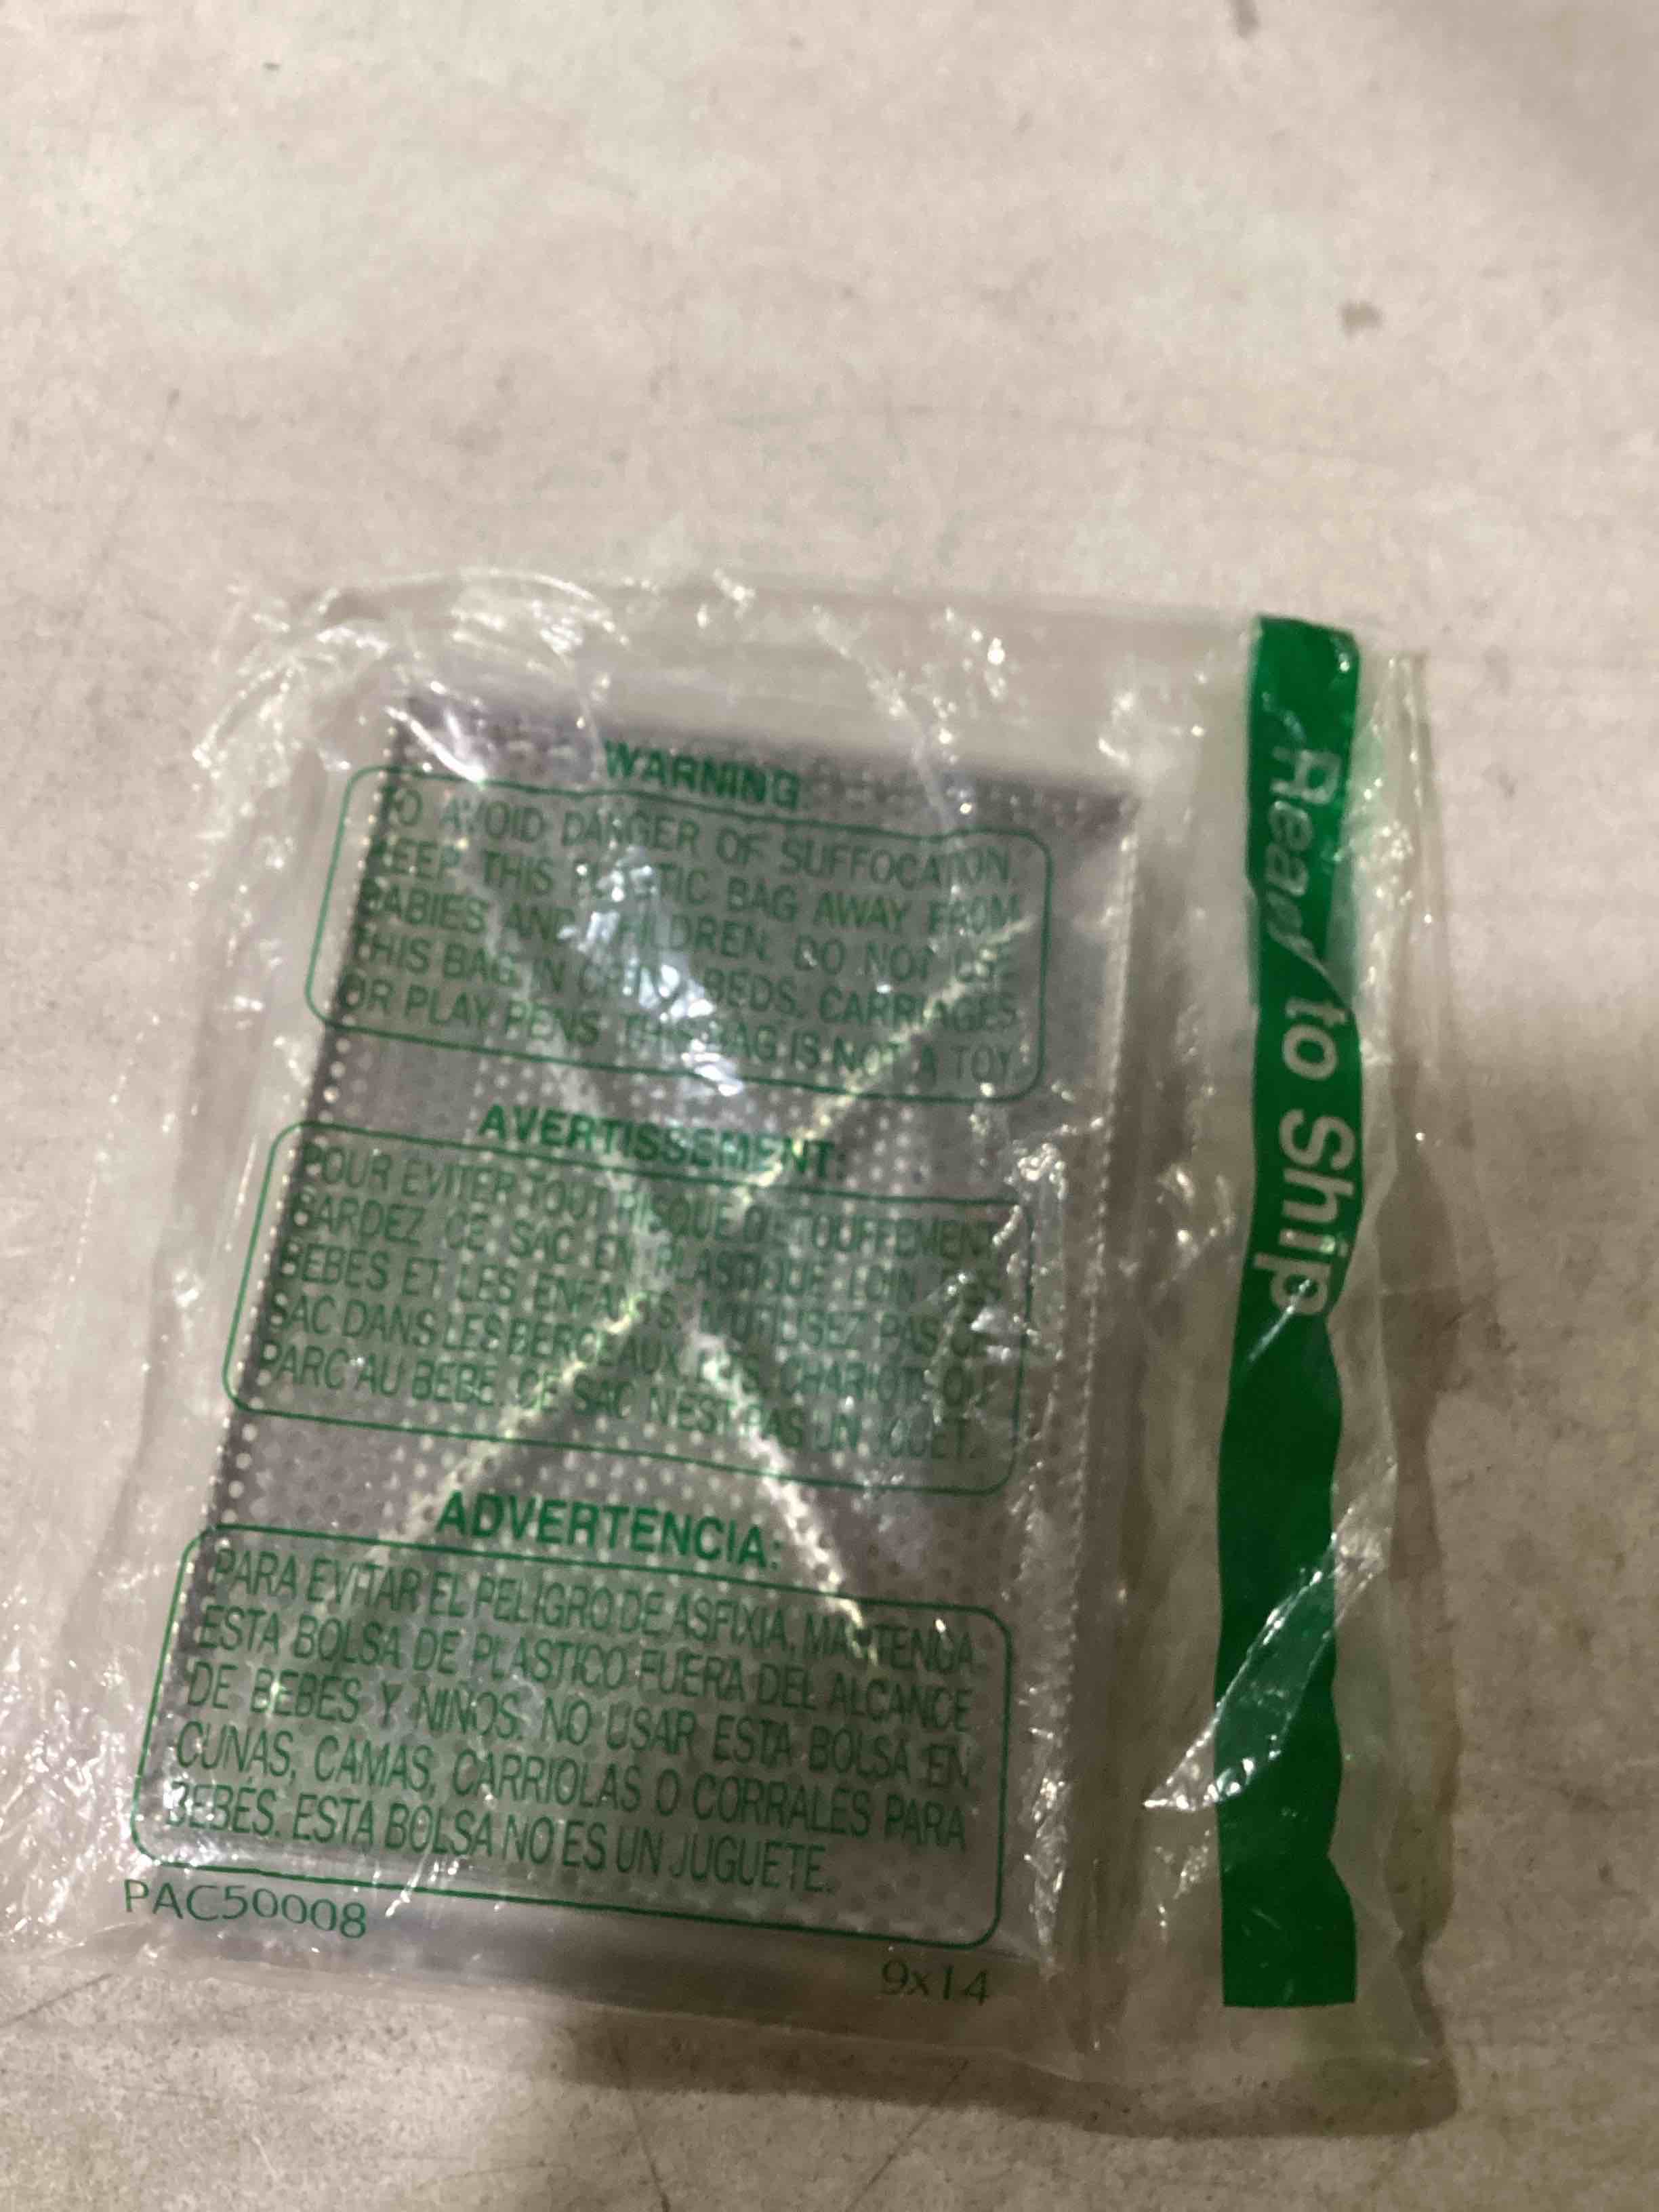 WARNING:
TO AVOID DANGER OF SUFFOCATION,
KEEP THIS PLASTIC BAG AWAY FROM
BABIES AND CHILDREN. DO NOT USE
THIS BAG IN CRIBS, BEDS, CARRIAGES
OR PLAY PENS. THIS BAG IS NOT A TOY.
AVERTISSEMENT:
POUR EVITER TOUT RISQUE D'ETOUFFEMENT
GARDEZ CE SAC EN PLASTIQUE LOIN DES
BEBES ET LES ENFANTS. N'UTILISEZ PAS CE
SAC DANS LES BERCEAUX, LITS, CHARIOTS OU
PARC AU BEBE. CE SAC N'EST PAS UN JOUET.
ADVERTENCIA:
PARA EVITAR EL PELIGRO DE ASFIXIA, MANTENGA
ESTA BOLSA DE PLASTICO FUERA DEL ALCANCE
DE BEBÉS Y NIÑOS. NO USAR ESTA BOLSA EN
CUNAS, CAMAS, CARRIOLAS O CORRALES PARA
BEBÉS. ESTA BOLSA NO ES UN JUGUETE.
PAC50008
9x14
Ready to Ship